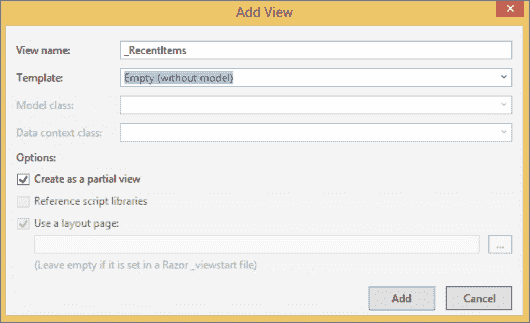 Add View
View name: _RecentItems
Template: Empty (without model)
Model class:
Data context class:
Options:
Create as a partial view
Reference script libraries
Use a layout page:
...
(Leave empty if it is set in a Razor _viewstart file)
Add Cancel